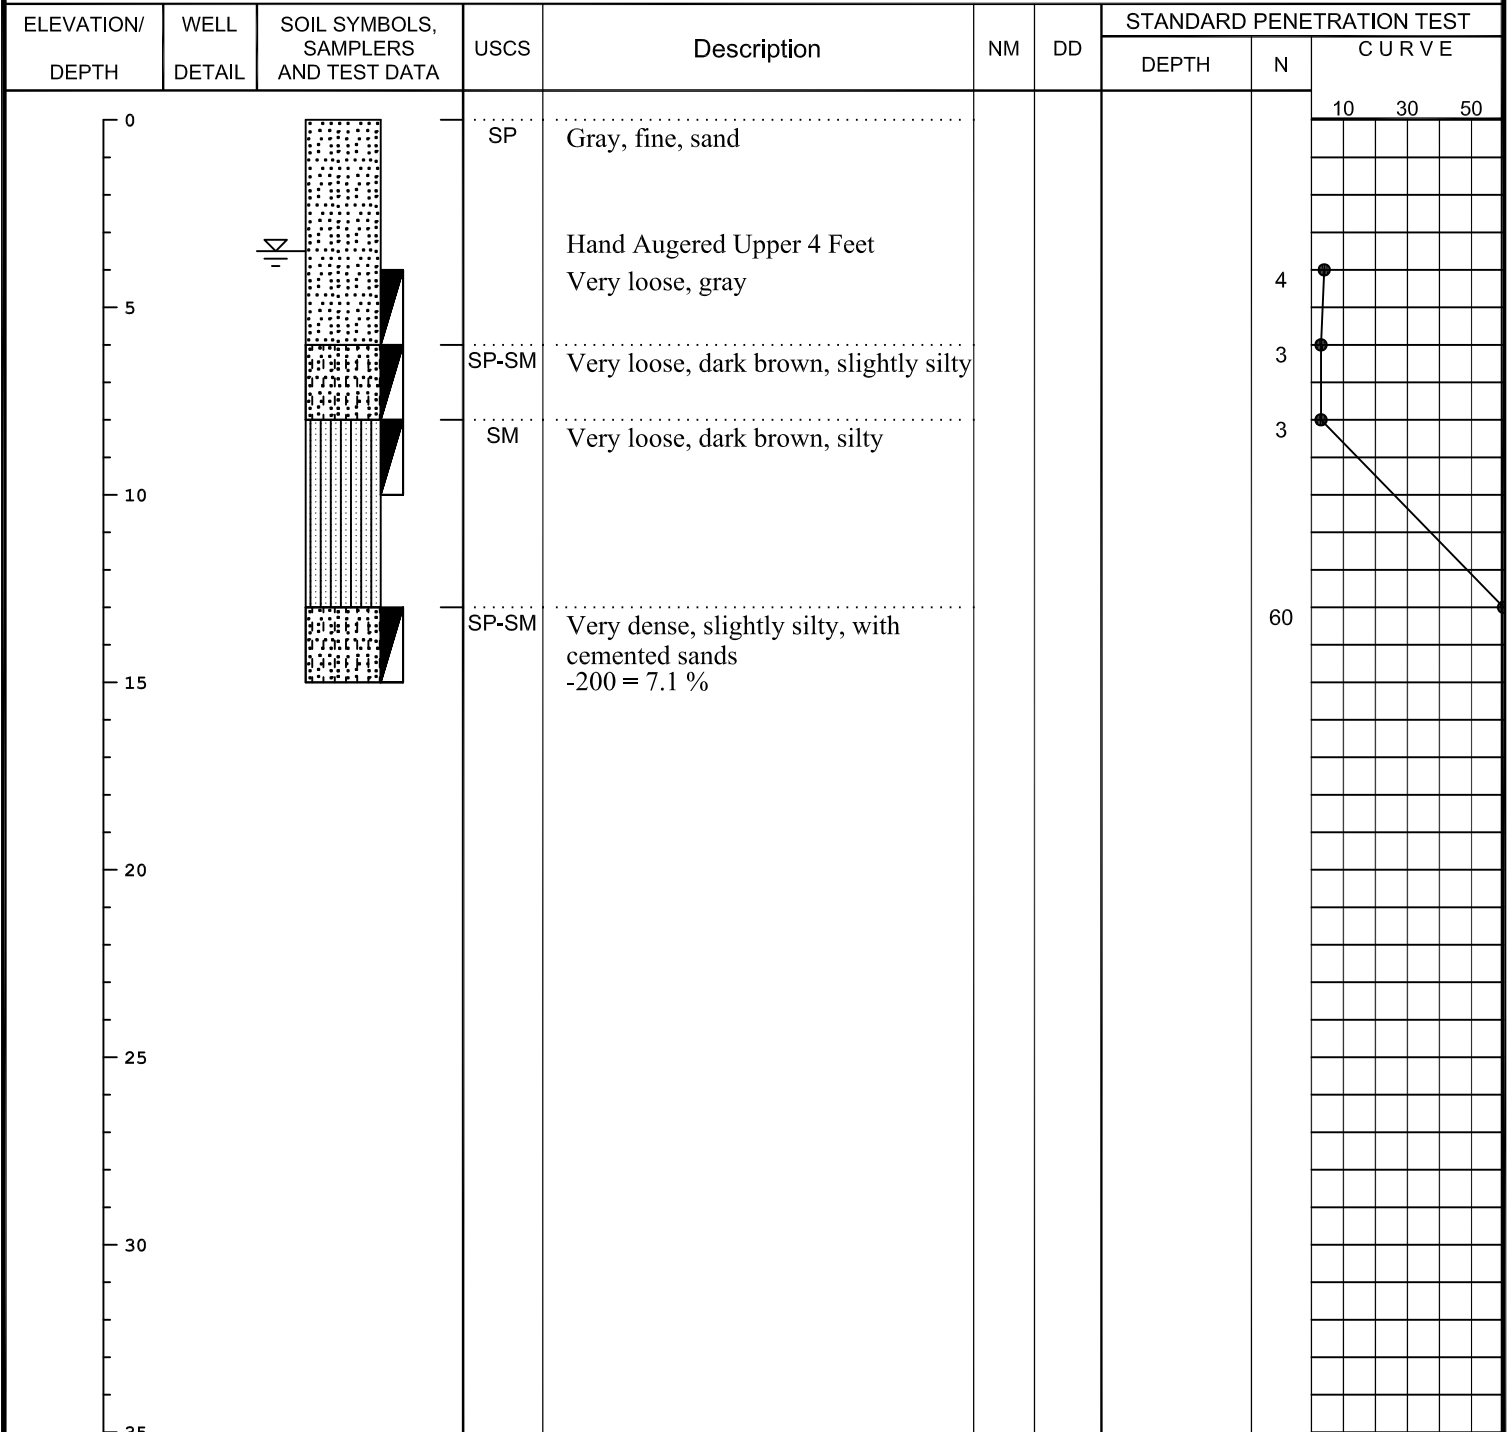 ELEVATION/
DEPTH
WELL
DETAIL
SOIL SYMBOLS,
SAMPLERS
AND TEST DATA
USCS
Description
NM
DD
STANDARD PENETRATION TEST
DEPTH
N
CURVE
10 30 50
0
SP
Gray, fine, sand
Hand Augered Upper 4 Feet
Very loose, gray
4
5
SP-SM
Very loose, dark brown, slightly silty
3
SM
Very loose, dark brown, silty
3
10
SP-SM
Very dense, slightly silty, with
cemented sands
-200 = 7.1 %
60
15
20
25
30